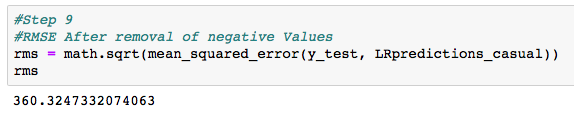 #Step 9
#RMSE After removal of negative Values
rms = math.sqrt(mean_squared_error(y_test, LRpredictions_casual))
rms
360.3247332074063